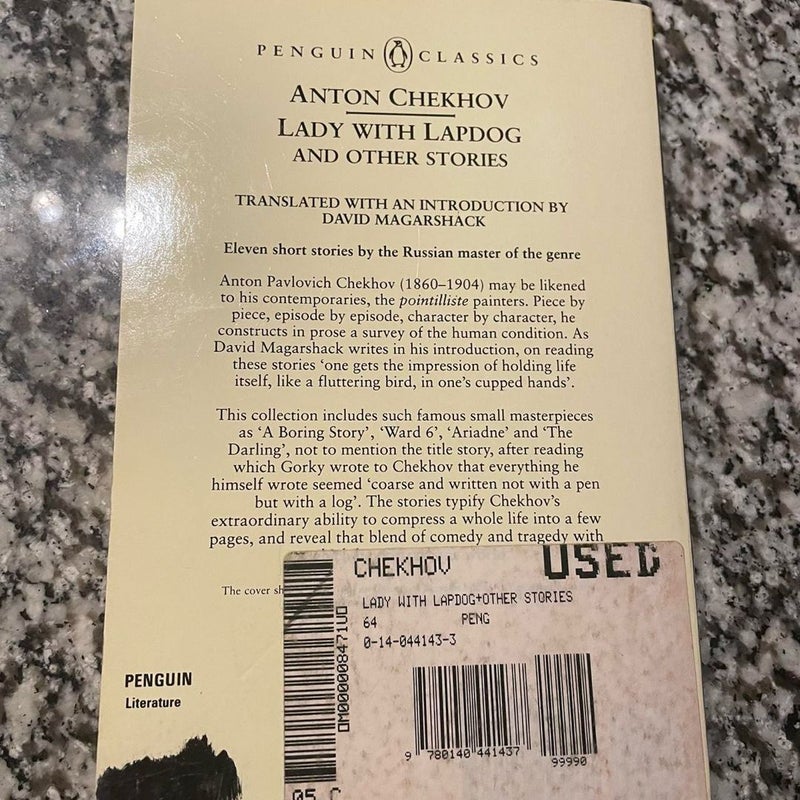 PENGUIN CLASSICS
ANTON CHEKHOV
LADY WITH LAPDOG
AND OTHER STORIES
TRANSLATED WITH AN INTRODUCTION BY
DAVID MAGARSHACK
Eleven short stories by the Russian master of the genre
Anton Pavlovich Chekhov (1860–1904) may be likened
to his contemporaries, the pointilliste painters. Piece by
piece, episode by episode, character by character, he
constructs in prose a survey of the human condition. As
David Magarshack writes in his introduction, on reading
these stories ‘one gets the impression of holding life
itself, like a fluttering bird, in one’s cupped hands’.
This collection includes such famous small masterpieces
as ‘A Boring Story’, ‘Ward 6’, ‘Ariadne’ and ‘The
Darling’, not to mention the title story, after reading
which Gorky wrote to Chekhov that everything he
himself wrote seemed ‘coarse and written not with a pen
but with a log’. The stories typify Chekhov’s
extraordinary ability to compress a whole life into a few
pages, and reveal that blend of comedy and tragedy with
The cover sh
CHEKHOV USED
LADY WITH LAPDOG+OTHER STORIES
64 PENG
0-14-044143-3
OM000008471UD
9 780140 441437
99990
05 C
PENGUIN
Literature